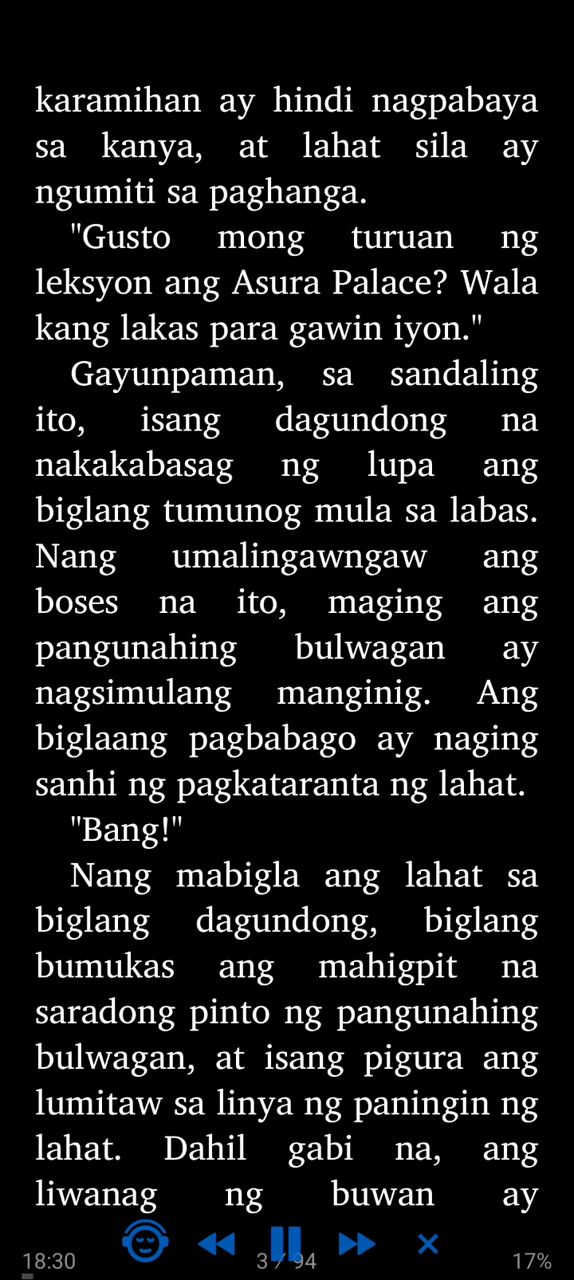 karamihan ay hindi nagpabaya
sa kanya, at lahat sila ay
ngumiti sa paghanga.
"Gusto mong turuan ng
leksyon ang Asura Palace? Wala
kang lakas para gawin iyon."
Gayunpaman, sa sandaling
ito, isang dagundong na
nakakabasag ng lupa ang
biglang tumunog mula sa labas.
Nang umalingawngaw ang
boses na ito, maging ang
pangunahing bulwagan ay
nagsimulang manginig. Ang
biglaang pagbabago ay naging
sanhi ng pagkataranta ng lahat.
"Bang!"
Nang mabigla ang lahat sa
biglang dagundong, biglang
bumukas ang mahigpit na
saradong pinto ng pangunahing
bulwagan, at isang pigura ang
lumitaw sa linya ng paningin ng
lahat. Dahil gabi na, ang
liwanag ng buwan ay
18:30 3 / 94 17%